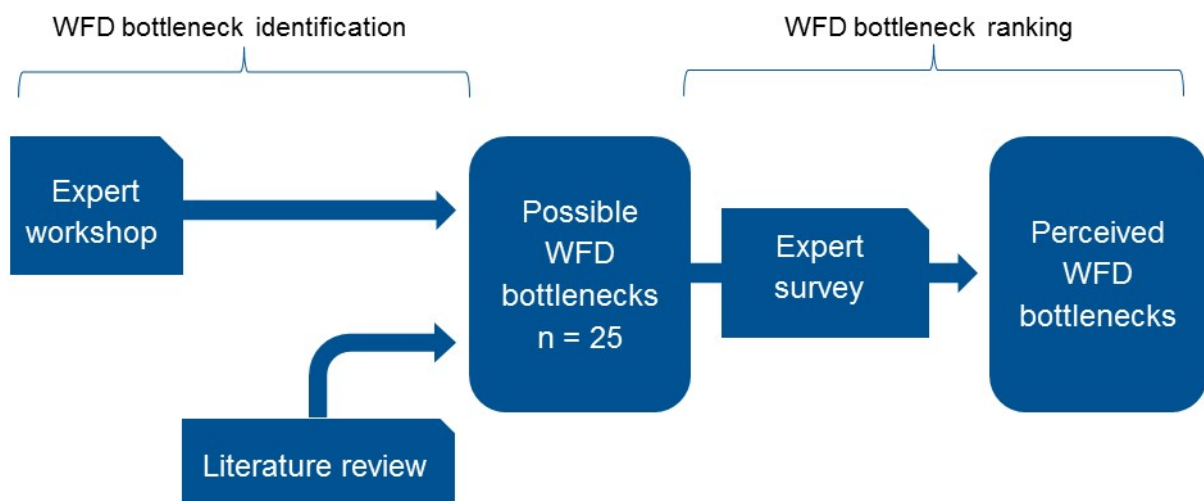 WFD bottleneck identification
WFD bottleneck ranking
Expert
workshop
Literature review
Possible
WFD
bottlenecks
n = 25
Expert
survey
Perceived
WFD
bottlenecks